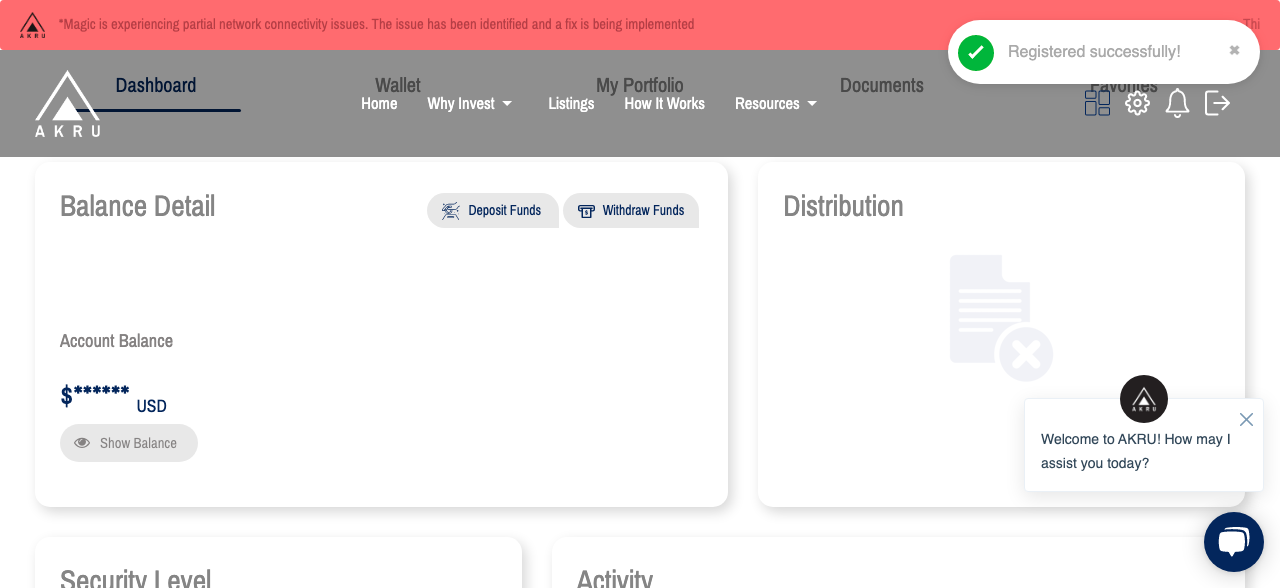 AKRU
*Magic is experiencing partial network connectivity issues. The issue has been identified and a fix is being implemented
Thi
Registered successfully!
Dashboard
Wallet
My Portfolio
Documents
Favorites
AKRU
Home
Why Invest
Listings
How It Works
Resources
Balance Detail
Deposit Funds
Withdraw Funds
Distribution
Account Balance
$****** USD
Show Balance
AKRU
Welcome to AKRU! How may I
assist you today?
Security Level
Activity